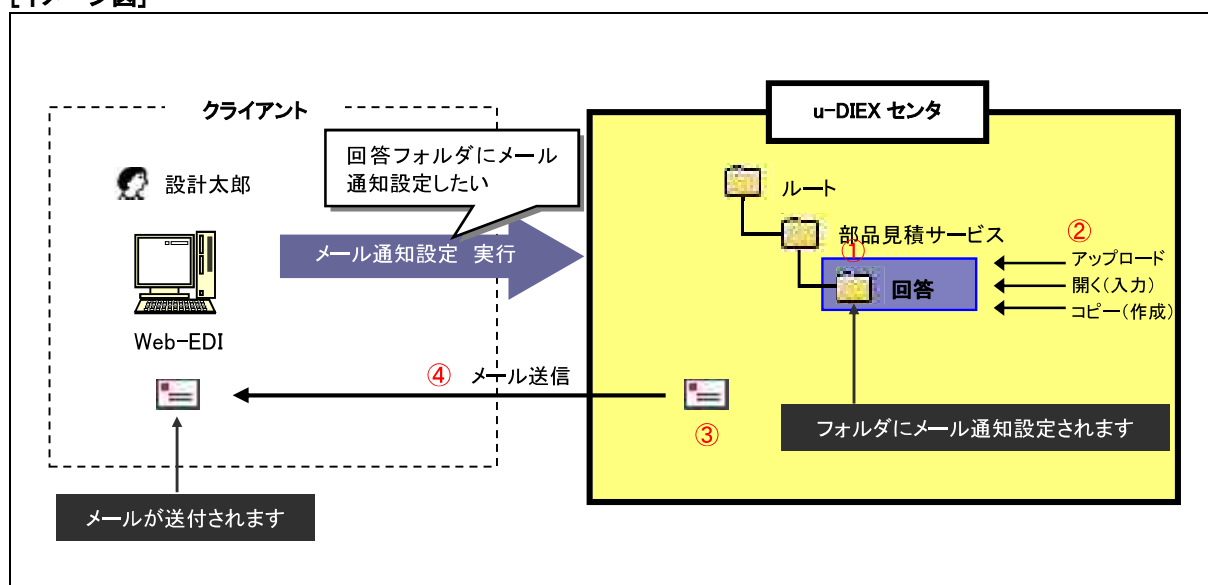 [イメージ図]
クライアント
u-DIEX センタ
回答フォルダにメール
通知設定したい
設計太郎
ルート
メール通知設定 実行
部品見積サービス
①
②
アップロード
開く(入力)
コピー(作成)
回答
Web-EDI
④ メール送信
③
フォルダにメール通知設定されます
メールが送付されます